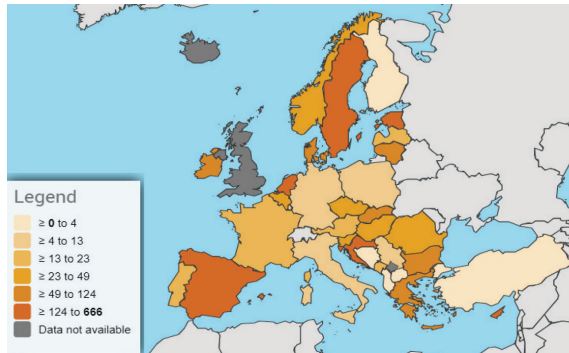 Legend
≥ 0 to 4
≥ 4 to 13
≥ 13 to 23
≥ 23 to 49
≥ 49 to 124
≥ 124 to 666
Data not available